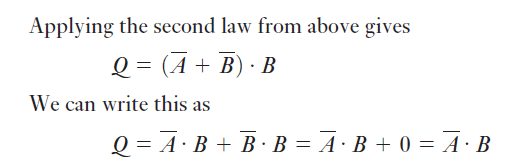 Applying the second law from above gives
Q = (A̅ + B̅) · B
We can write this as
Q = A̅ · B + B̅ · B = A̅ · B + 0 = A̅ · B